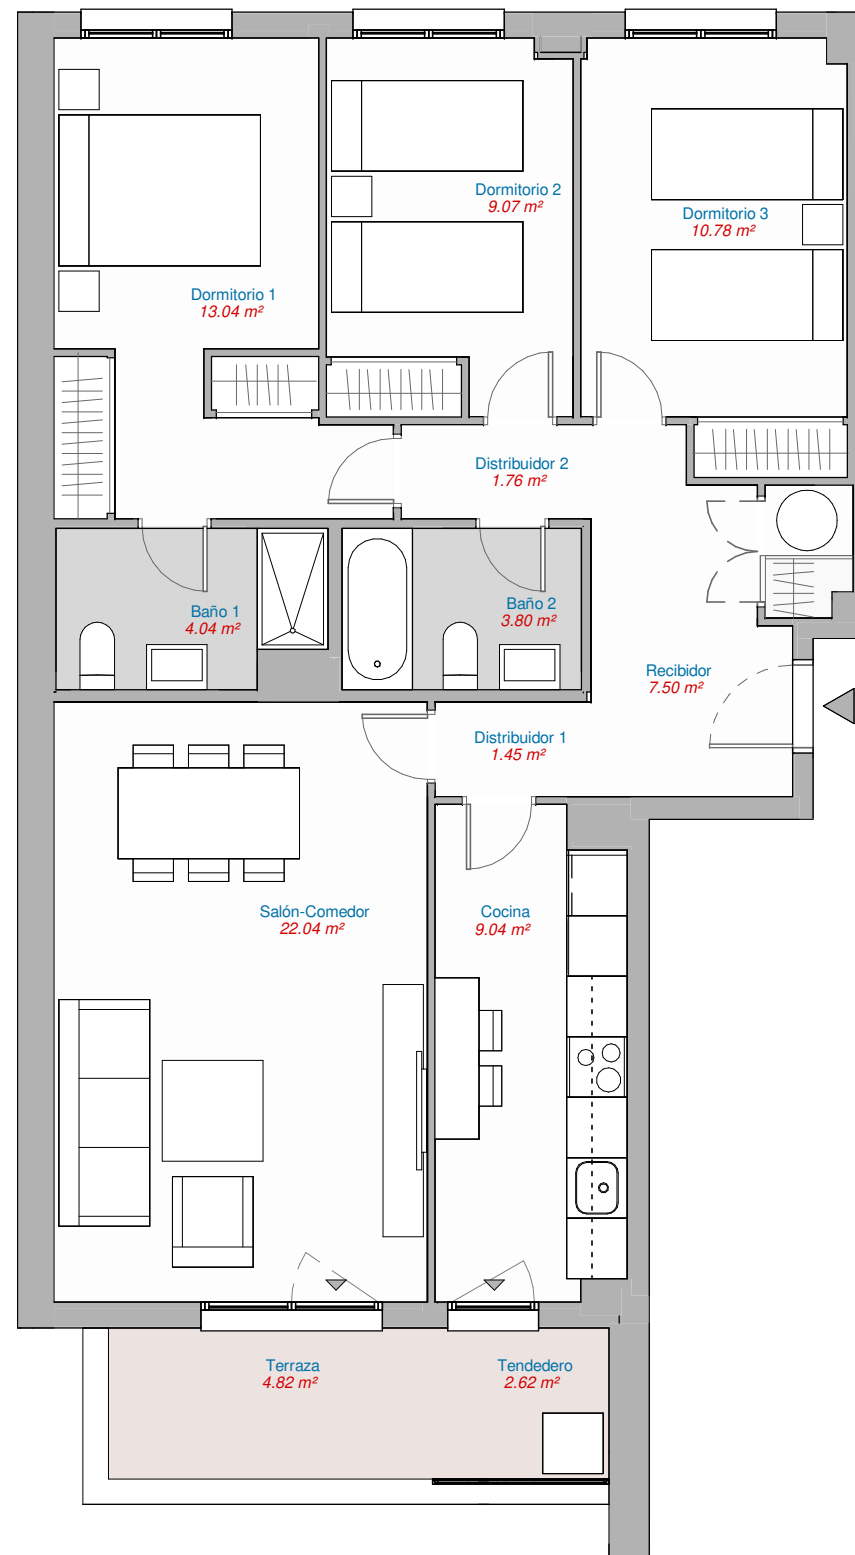 Dormitorio 2
9.07 m²
Dormitorio 3
10.78 m²
Dormitorio 1
13.04 m²
Distribuidor 2
1.76 m²
Baño 1
4.04 m²
Baño 2
3.80 m²
Recibidor
7.50 m²
Distribuidor 1
1.45 m²
Salón-Comedor
22.04 m²
Cocina
9.04 m²
Terraza
4.82 m²
Tendedero
2.62 m²